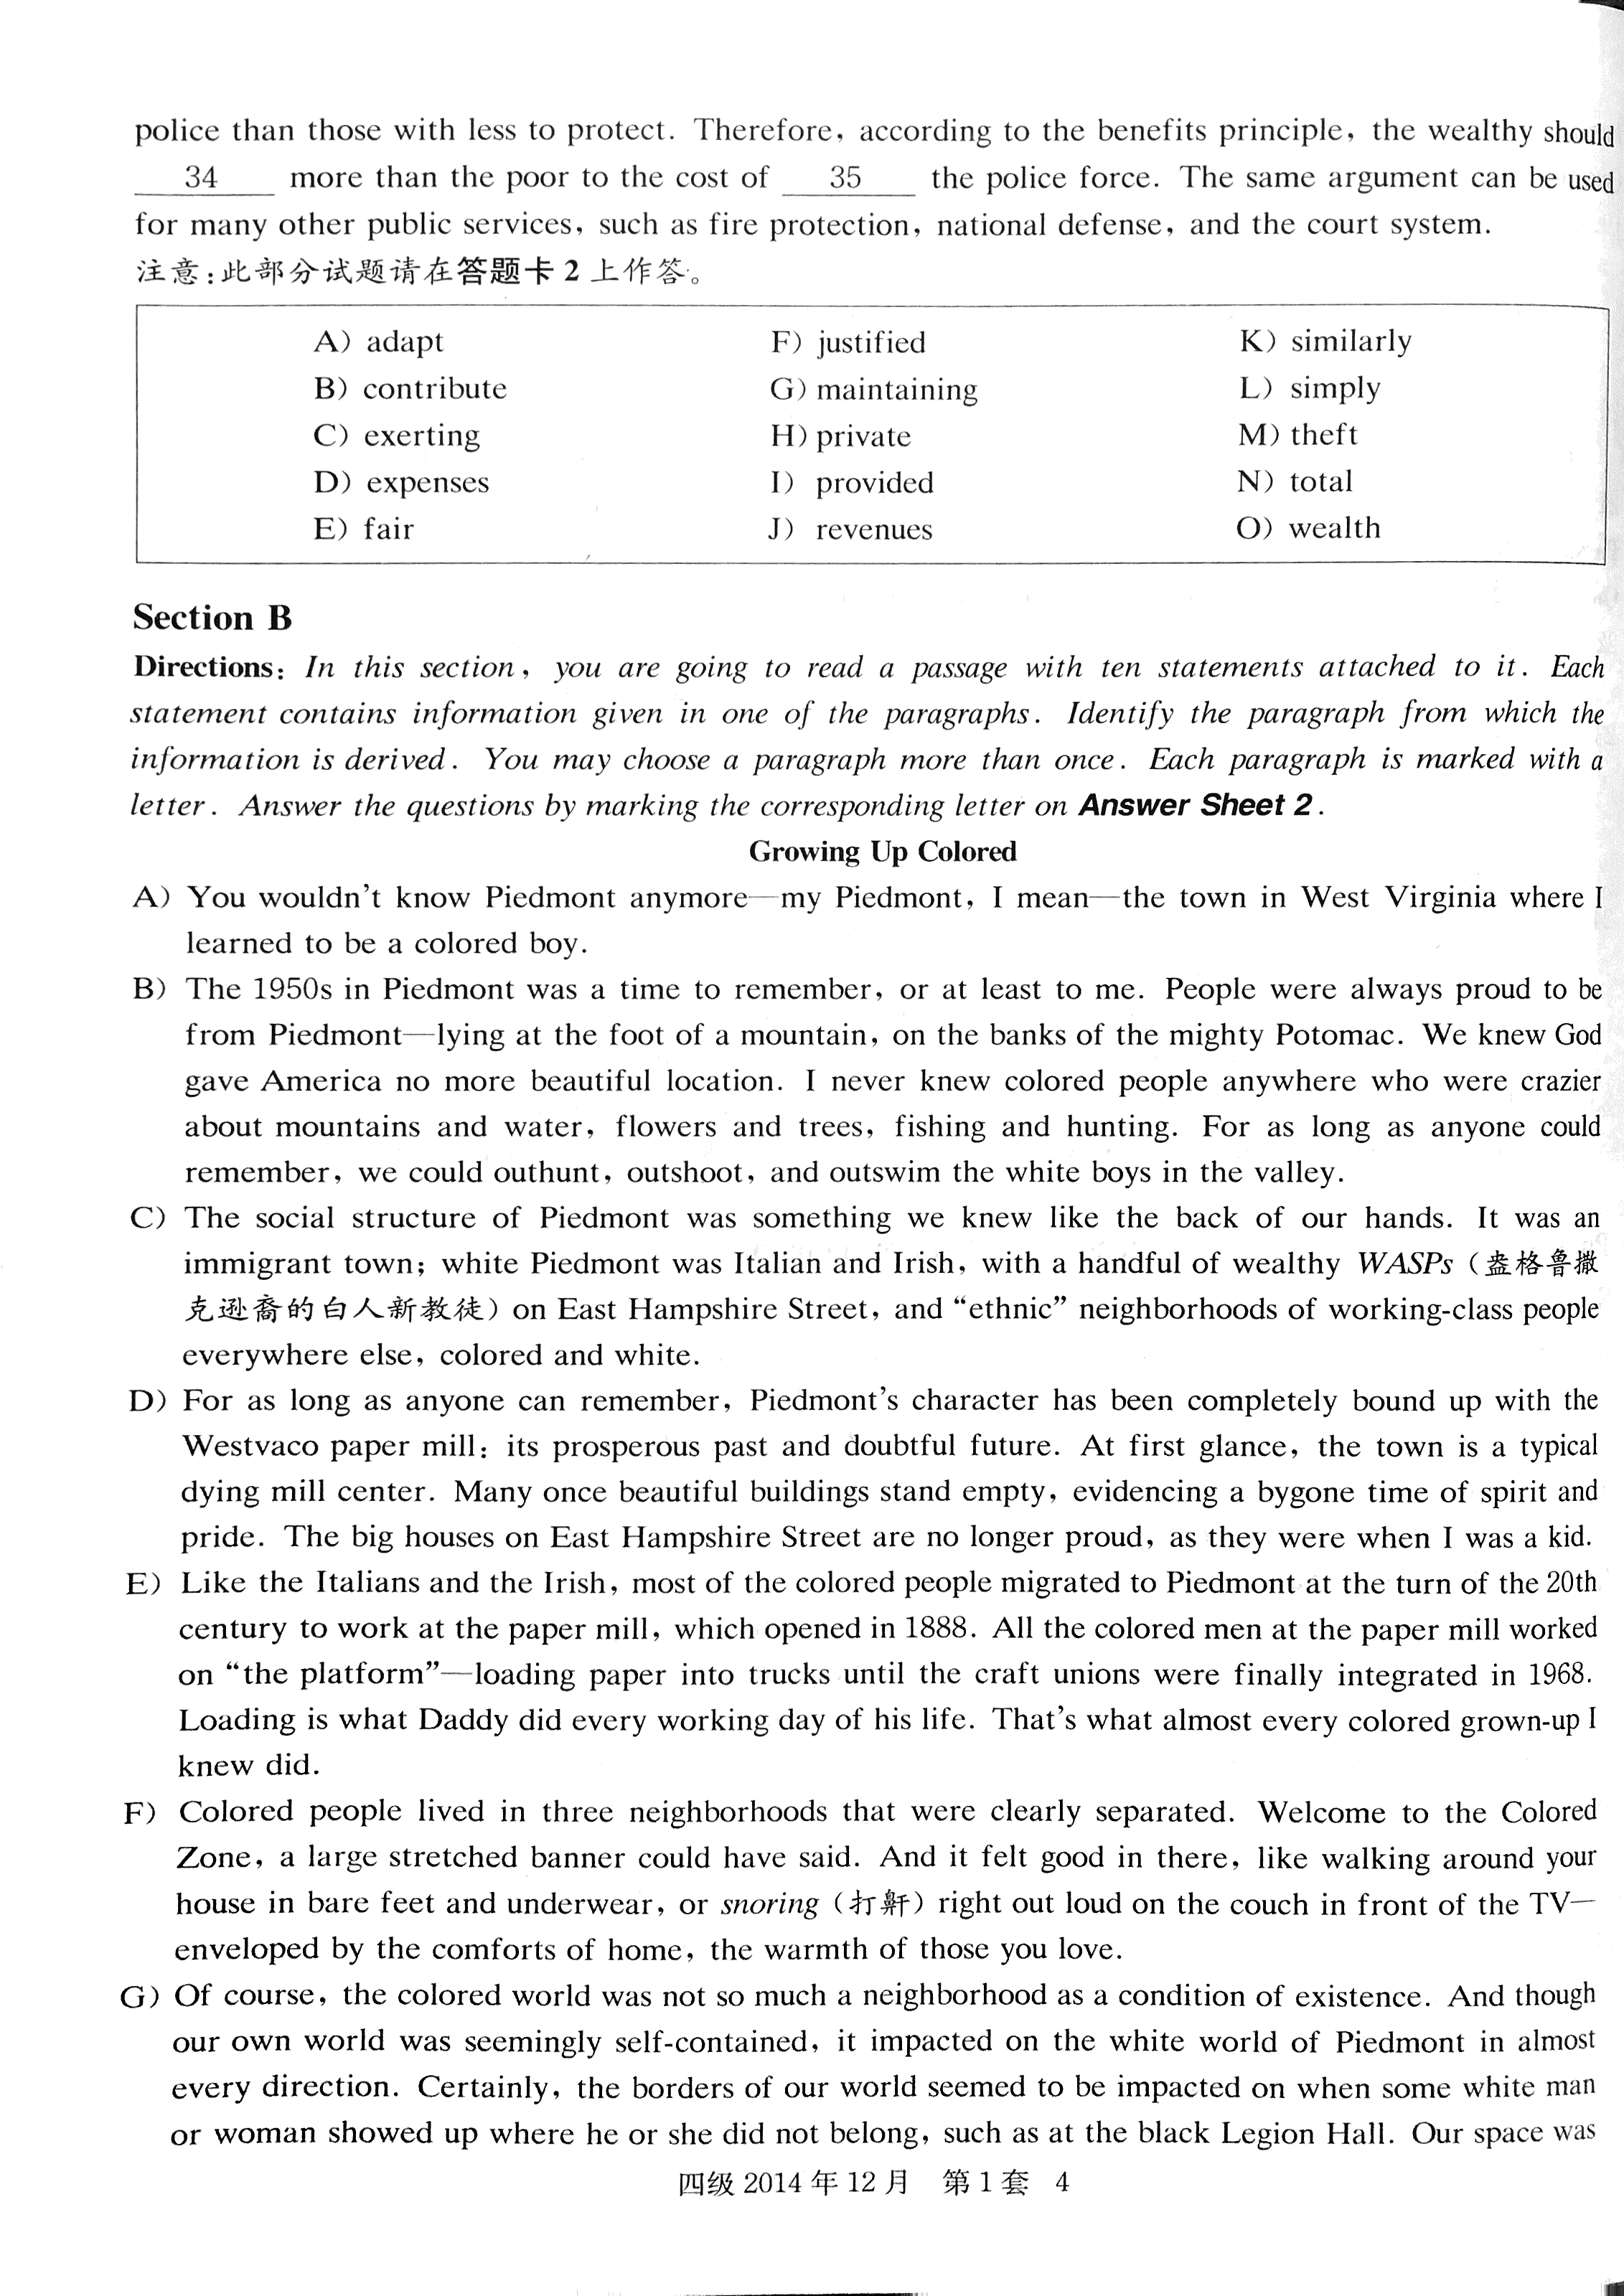 police than those with less to protect. Therefore, according to the benefits principle, the wealthy should
34 more than the poor to the cost of 35 the police force. The same argument can be used
for many other public services, such as fire protection, national defense, and the court system.
注意:此部分试题请在答题卡 2 上作答。
A) adapt F) justified K) similarly
B) contribute G) maintaining L) simply
C) exerting H) private M) theft
D) expenses I) provided N) total
E) fair J) revenues O) wealth
Section B
Directions: In this section, you are going to read a passage with ten statements attached to it. Each
statement contains information given in one of the paragraphs. Identify the paragraph from which the
information is derived. You may choose a paragraph more than once. Each paragraph is marked with a
letter. Answer the questions by marking the corresponding letter on Answer Sheet 2.
Growing Up Colored
A) You wouldn't know Piedmont anymore—my Piedmont, I mean—the town in West Virginia where I
learned to be a colored boy.
B) The 1950s in Piedmont was a time to remember, or at least to me. People were always proud to be
from Piedmont—lying at the foot of a mountain, on the banks of the mighty Potomac. We knew God
gave America no more beautiful location. I never knew colored people anywhere who were crazier
about mountains and water, flowers and trees, fishing and hunting. For as long as anyone could
remember, we could outhunt, outshoot, and outswim the white boys in the valley.
C) The social structure of Piedmont was something we knew like the back of our hands. It was an
immigrant town; white Piedmont was Italian and Irish, with a handful of wealthy WASPs (盎格鲁撒
克逊裔的白人新教徒) on East Hampshire Street, and “ethnic” neighborhoods of working-class people
everywhere else, colored and white.
D) For as long as anyone can remember, Piedmont's character has been completely bound up with the
Westvaco paper mill: its prosperous past and doubtful future. At first glance, the town is a typical
dying mill center. Many once beautiful buildings stand empty, evidencing a bygone time of spirit and
pride. The big houses on East Hampshire Street are no longer proud, as they were when I was a kid.
E) Like the Italians and the Irish, most of the colored people migrated to Piedmont at the turn of the 20th
century to work at the paper mill, which opened in 1888. All the colored men at the paper mill worked
on “the platform”—loading paper into trucks until the craft unions were finally integrated in 1968.
Loading is what Daddy did every working day of his life. That's what almost every colored grown-up I
knew did.
F) Colored people lived in three neighborhoods that were clearly separated. Welcome to the Colored
Zone, a large stretched banner could have said. And it felt good in there, like walking around your
house in bare feet and underwear, or snoring (打鼾) right out loud on the couch in front of the TV—
enveloped by the comforts of home, the warmth of those you love.
G) Of course, the colored world was not so much a neighborhood as a condition of existence. And though
our own world was seemingly self-contained, it impacted on the white world of Piedmont in almost
every direction. Certainly, the borders of our world seemed to be impacted on when some white man
or woman showed up where he or she did not belong, such as at the black Legion Hall. Our space was
四级 2014 年 12 月 第 1 套 4